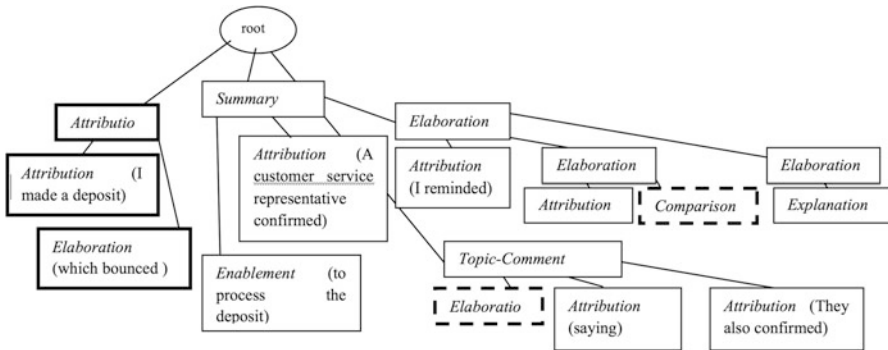 root
Summary
Attributio
Elaboration
Attribution (I
made a deposit)
Attribution (A
customer service
representative
confirmed)
Attribution
(I reminded)
Elaboration
Elaboration
Attribution
Comparison
Explanation
Elaboration
(which bounced )
Enablement (to
process the
deposit)
Topic-Comment
Elaboratio
Attribution
(saying)
Attribution (They
also confirmed)